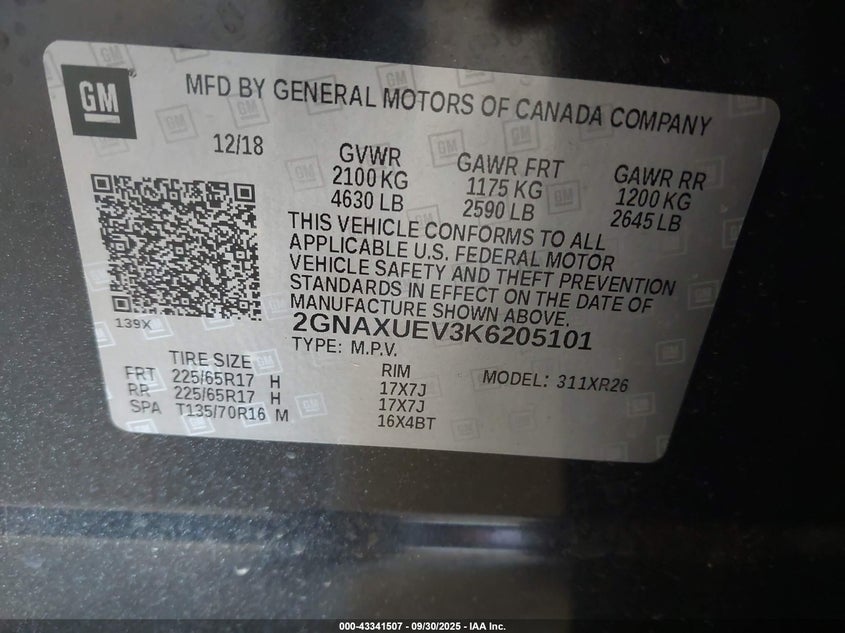 GM
MFD BY GENERAL MOTORS OF CANADA COMPANY
12/18
GVWR
2100 KG
4630 LB
GAWR FRT
1175 KG
2590 LB
GAWR RR
1200 KG
2645 LB
THIS VEHICLE CONFORMS TO ALL
APPLICABLE U.S. FEDERAL MOTOR
VEHICLE SAFETY AND THEFT PREVENTION
STANDARDS IN EFFECT ON THE DATE OF
MANUFACTURE SHOWN ABOVE.
139X
2GNAXUEV3K6205101
TYPE: M.P.V.
TIRE SIZE
RIM
MODEL: 311XR26
FRT 225/65R17 H 17X7J
RR 225/65R17 H 17X7J
SPA T135/70R16 M 16X4BT
000-43341507 - 09/30/2025 - IAA Inc.